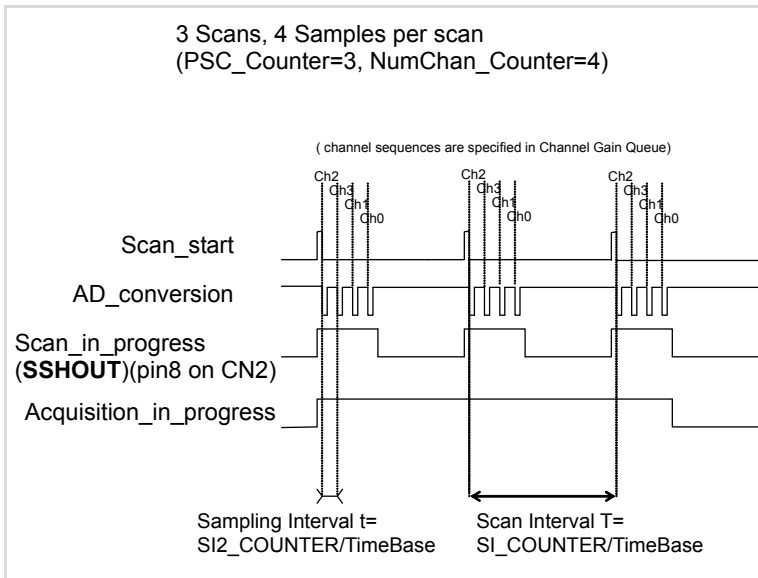 3 Scans, 4 Samples per scan
(PSC_Counter=3, NumChan_Counter=4)
( channel sequences are specified in Channel Gain Queue)
Ch2
Ch3
Ch1
Ch0
Ch2
Ch3
Ch1
Ch0
Ch2
Ch3
Ch1
Ch0
Scan_start
AD_conversion
Scan_in_progress
(SSHOUT)(pin8 on CN2)
Acquisition_in_progress
Sampling Interval t=
SI2_COUNTER/TimeBase
Scan Interval T=
SI_COUNTER/TimeBase